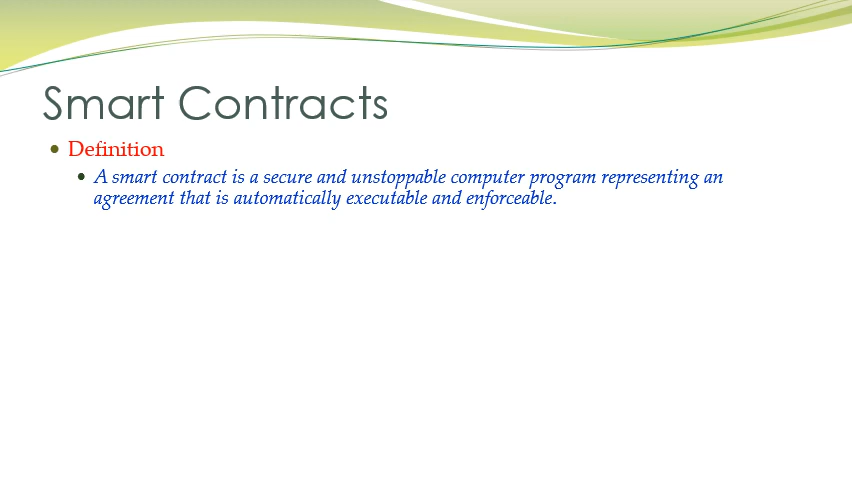 Smart Contracts
• Definition
• A smart contract is a secure and unstoppable computer program representing an
agreement that is automatically executable and enforceable.